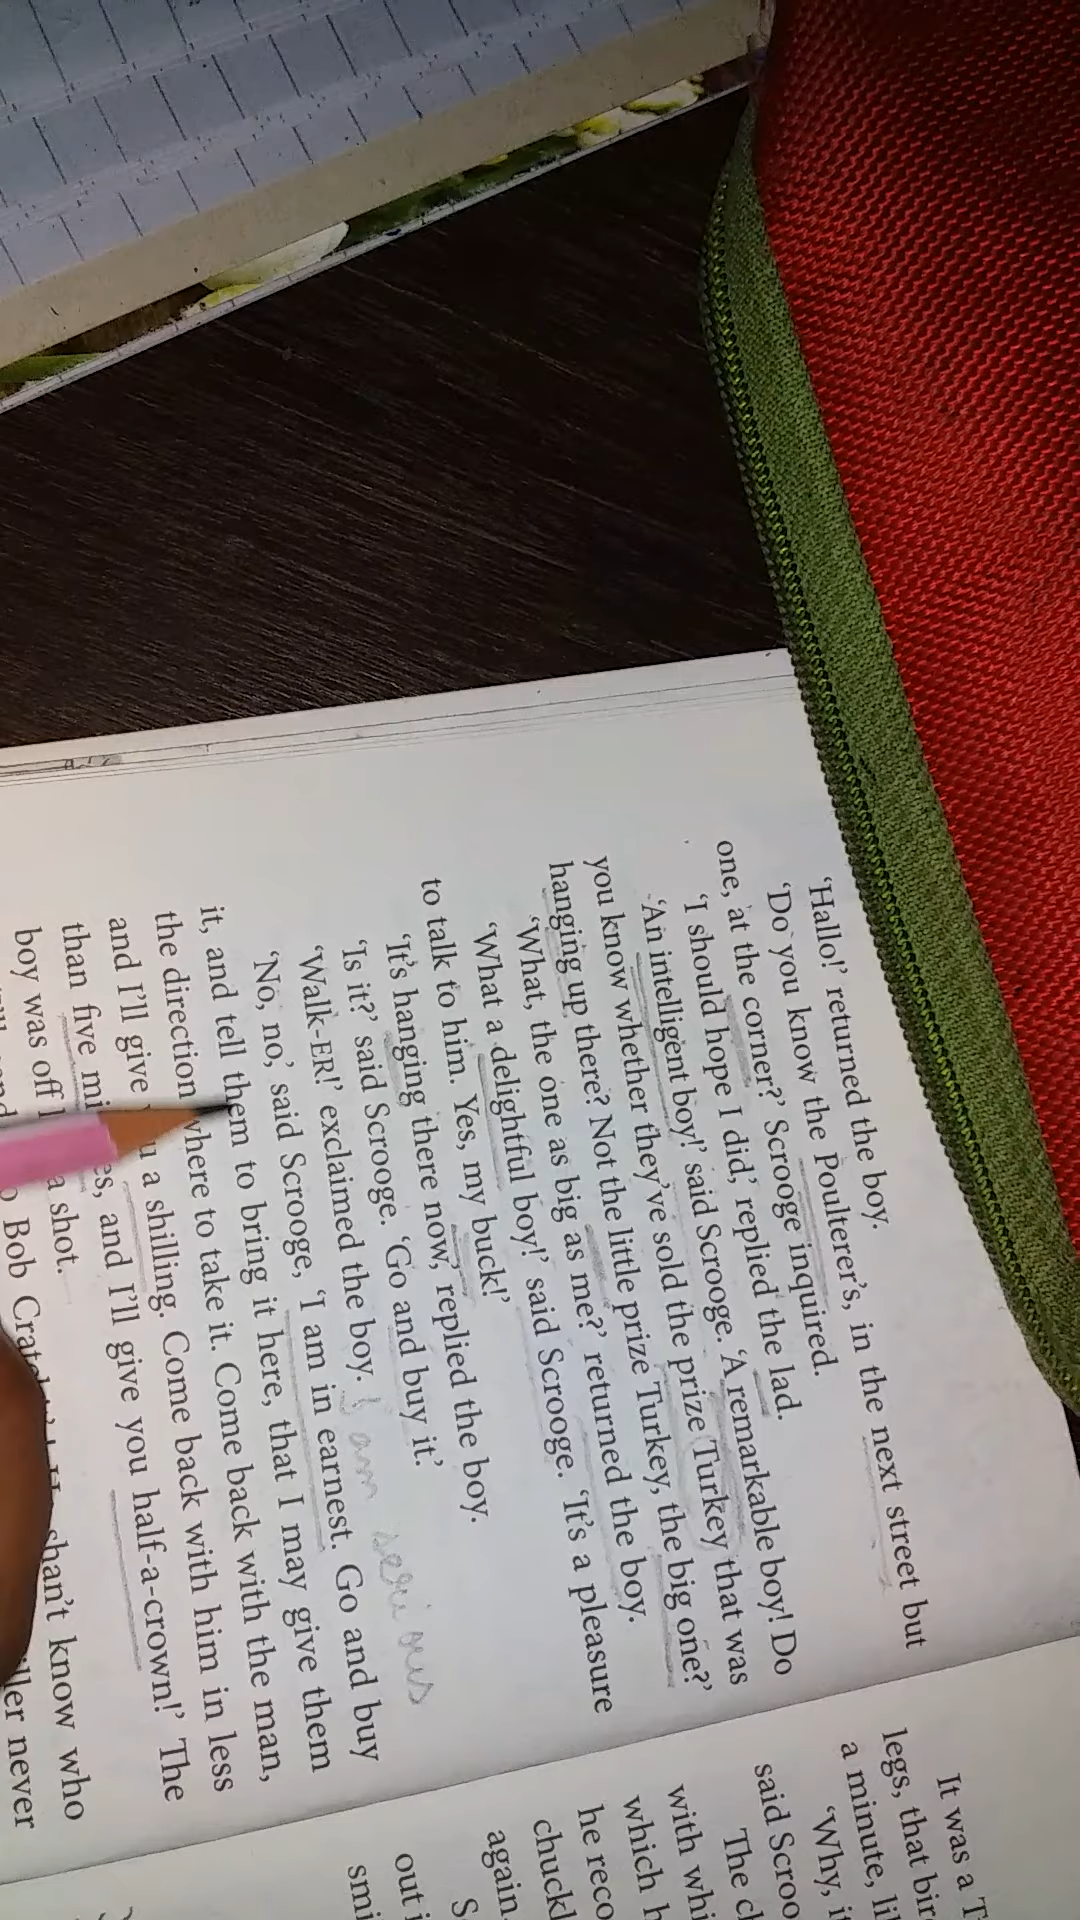 ‘Hallo!’ returned the boy.
‘Do you know the Poulterer’s, in the next street but
one, at the corner?’ Scrooge inquired.
‘I should hope I did,’ replied the lad.
‘An intelligent boy!’ said Scrooge. ‘A remarkable boy! Do
you know whether they’ve sold the prize Turkey that was
hanging up there? Not the little prize Turkey, the big one?’
‘What, the one as big as me?’ returned the boy.
‘What a delightful boy!’ said Scrooge. ‘It’s a pleasure
to talk to him. Yes, my buck!’
‘It’s hanging there now,’ replied the boy.
‘Is it?’ said Scrooge. ‘Go and buy it.’
‘Walk-ER!’ exclaimed the boy. I am serious
‘No, no,’ said Scrooge, ‘I am in earnest. Go and buy
it, and tell them to bring it here, that I may give them
the direction where to take it. Come back with the man,
and I’ll give a shilling. Come back with him in less
than five and I’ll give you half-a-crown!’ The
boy was off a shot.
Bob shan’t know who
never
It was a T
legs, that bir
a minute, li
‘Why, i
said Scroo
The c
with whi
which h
he reco
chuckl
again.
S
out i
smi